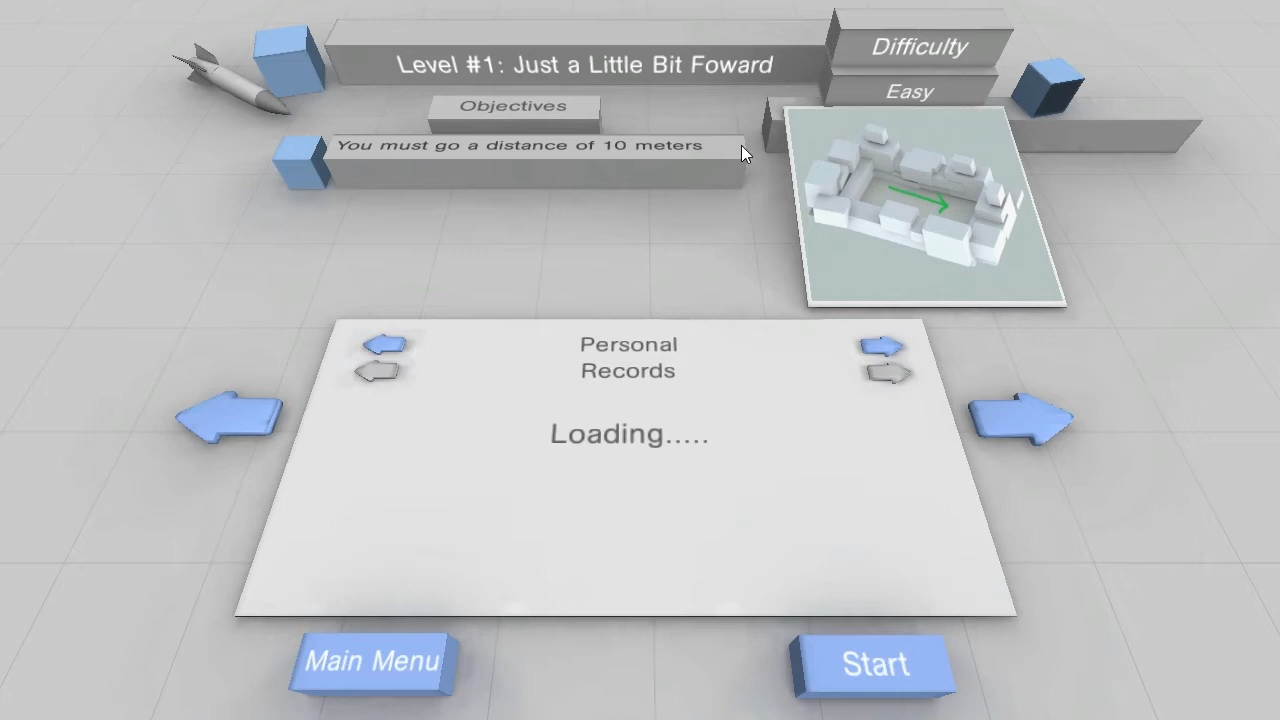 Level #1: Just a Little Bit Foward
Difficulty
Easy
Objectives
You must go a distance of 10 meters
Personal
Records
Loading.....
Main Menu
Start